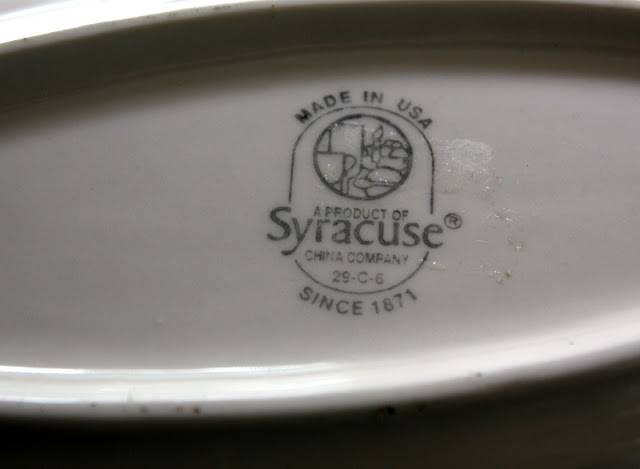 MADE IN USA
A PRODUCT OF
Syracuse®
CHINA COMPANY
29-C-6
SINCE 1871